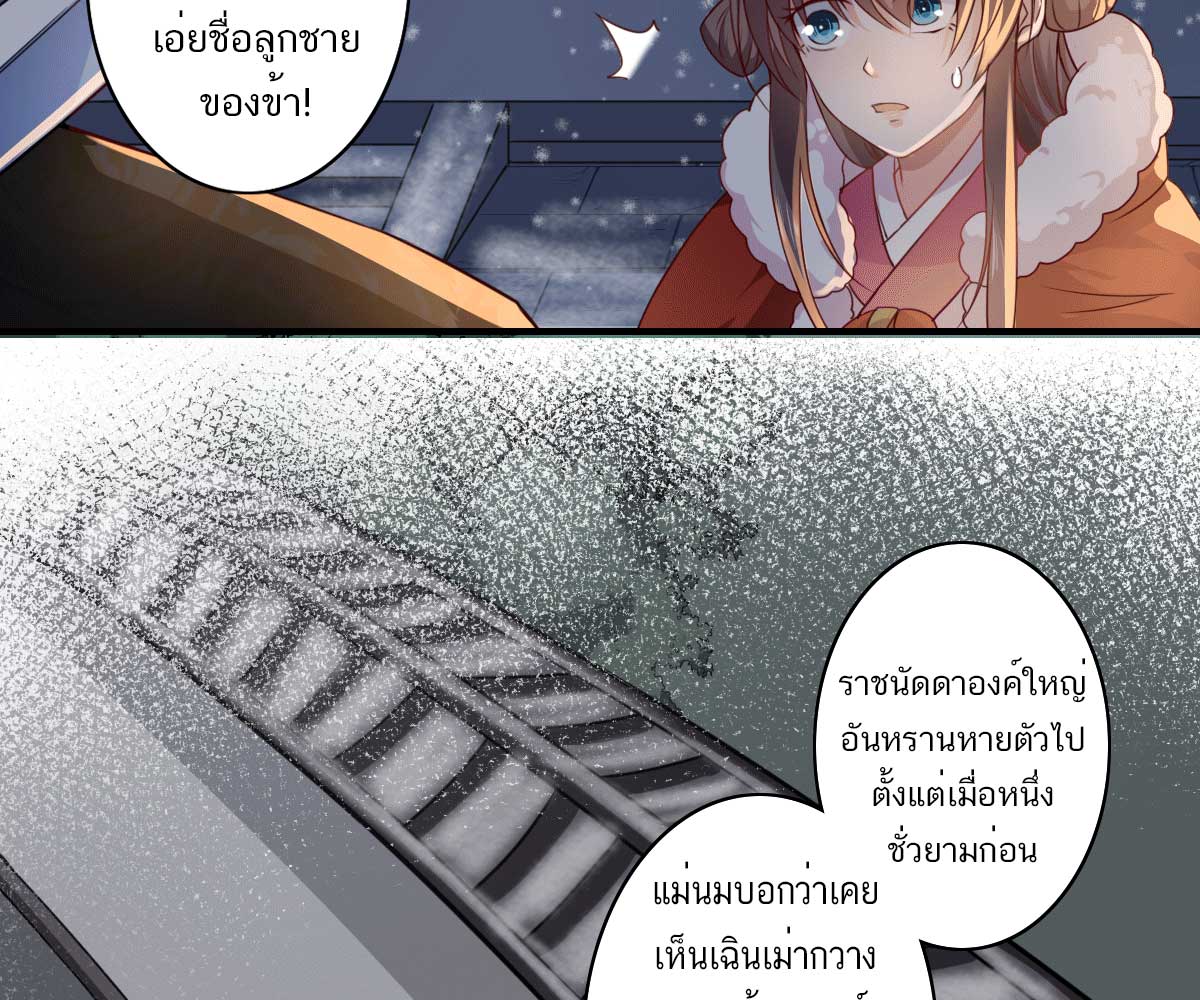 เอ่ยชื่อลูกชาย
ของข้า!
ราชนัดดาองค์ใหญ่
อันหรานหายตัวไป
ตั้งแต่เมื่อหนึ่ง
ชั่วยามก่อน
แม่นมบอกว่าเคย
เห็นเฉินเม่ากวาง